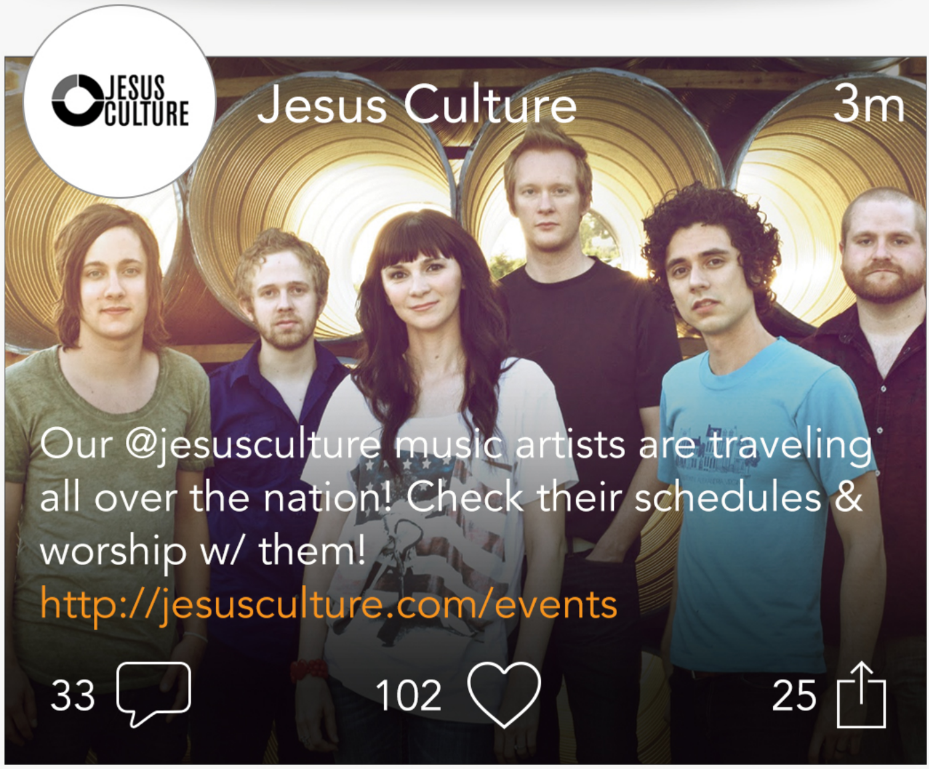 JESUS
CULTURE
Jesus Culture
3m
Our @jesusculture music artists are traveling
all over the nation! Check their schedules &
worship w/ them!
http://jesusculture.com/events
33
102
25